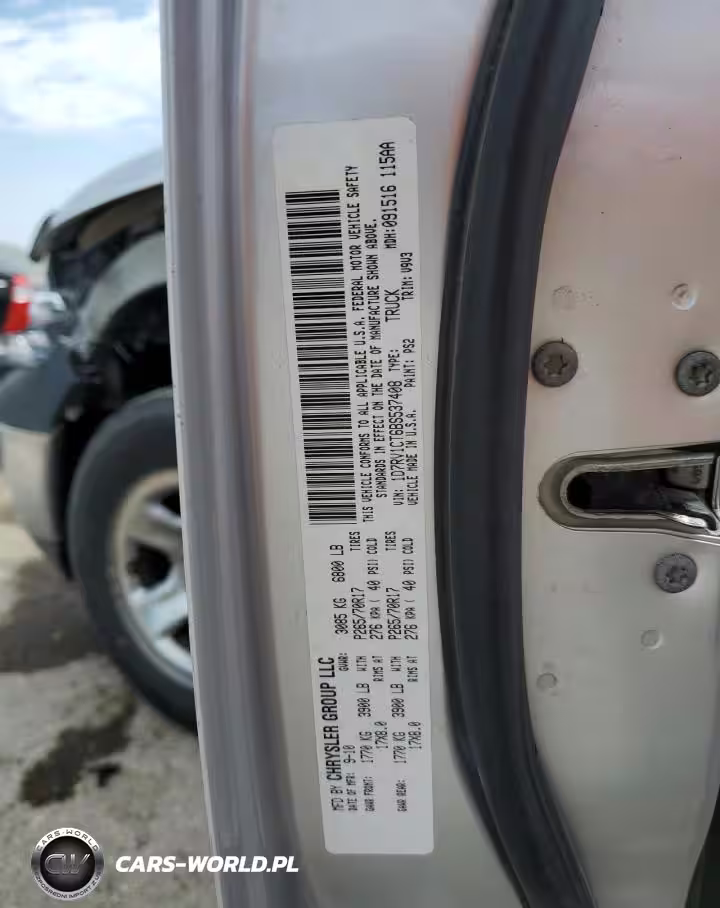 MFD BY CHRYSLER GROUP LLC
DATE OF MFR: 9-10 GVWR: 3085 KG 6800 LB
GAWR FRONT: 1770 KG 3900 LB WITH P265/70R17 TIRES
17X8.0 RIMS AT 276 KPA ( 40 PSI) COLD
GAWR REAR: 1770 KG 3900 LB WITH P265/70R17 TIRES
17X8.0 RIMS AT 276 KPA ( 40 PSI) COLD
THIS VEHICLE CONFORMS TO ALL APPLICABLE U.S.A. FEDERAL MOTOR VEHICLE SAFETY
STANDARDS IN EFFECT ON THE DATE OF MANUFACTURE SHOWN ABOVE.
VIN: 1D7RV1CT6BS537408 TYPE: TRUCK MDH:091516 115AA
VEHICLE MADE IN U.S.A. PAINT: PS2 TRIM: V9V3
CARS-WORLD
CW
CARS-WORLD.PL